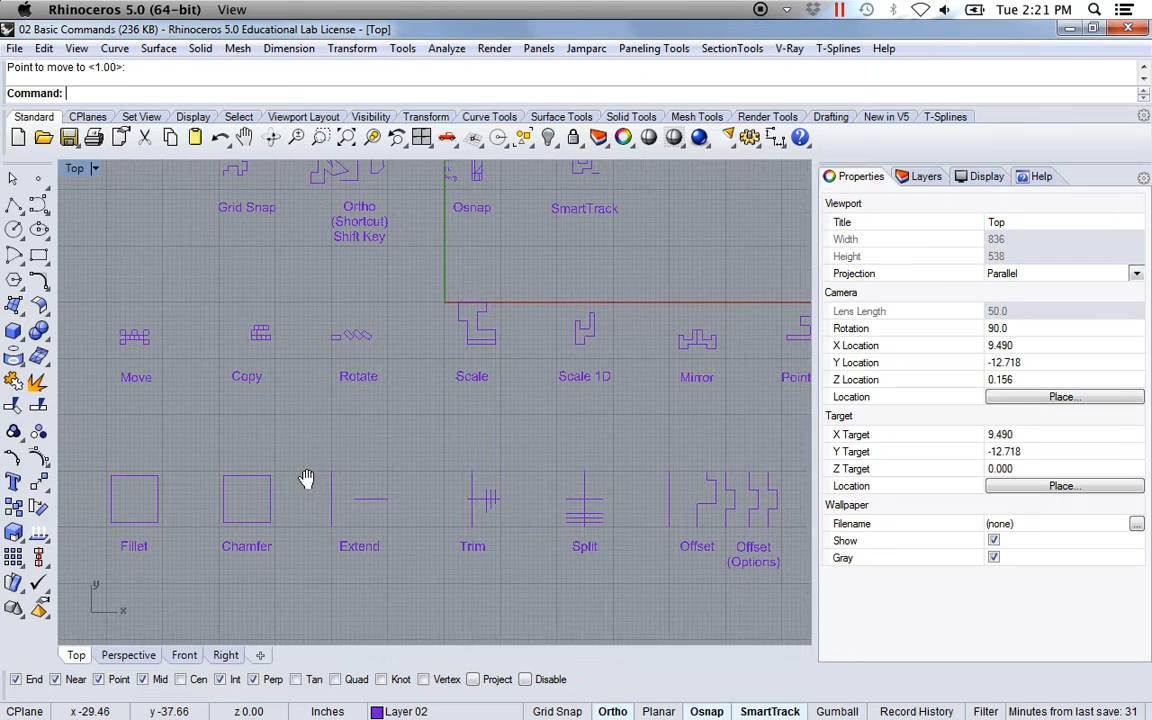 Rhinoceros 5.0 (64-bit) View Tue 2:21 PM
02 Basic Commands (236 KB) - Rhinoceros 5.0 Educational Lab License - [Top]
File Edit View Curve Surface Solid Mesh Dimension Transform Tools Analyze Render Panels Jamparc Paneling Tools SectionTools V-Ray T-Splines Help
Point to move to <1.00>:
Command:
Standard CPlanes Set View Display Select Viewport Layout Visibility Transform Curve Tools Surface Tools Solid Tools Mesh Tools Render Tools Drafting New in V5 T-Splines
Top
Properties Layers Display Help
Viewport
Title Top
Width 836
Height 538
Projection Parallel
Camera
Lens Length 50.0
Rotation 90.0
X Location 9.490
Y Location -12.718
Z Location 0.156
Location Place...
Target
X Target 9.490
Y Target -12.718
Z Target 0.000
Location Place...
Wallpaper
Filename (none) ...
Show
Gray
Grid Snap
Ortho
(Shortcut)
Shift Key
Osnap
SmartTrack
Move Copy Rotate Scale Scale 1D Mirror Point
Fillet Chamfer Extend Trim Split Offset Offset
(Options)
y
x
Top Perspective Front Right
End Near Point Mid Cen Int Perp Tan Quad Knot Vertex Project Disable
CPlane x -29.46 y -37.66 z 0.00 Inches Layer 02 Grid Snap Ortho Planar Osnap SmartTrack Gumball Record History Filter Minutes from last save: 31